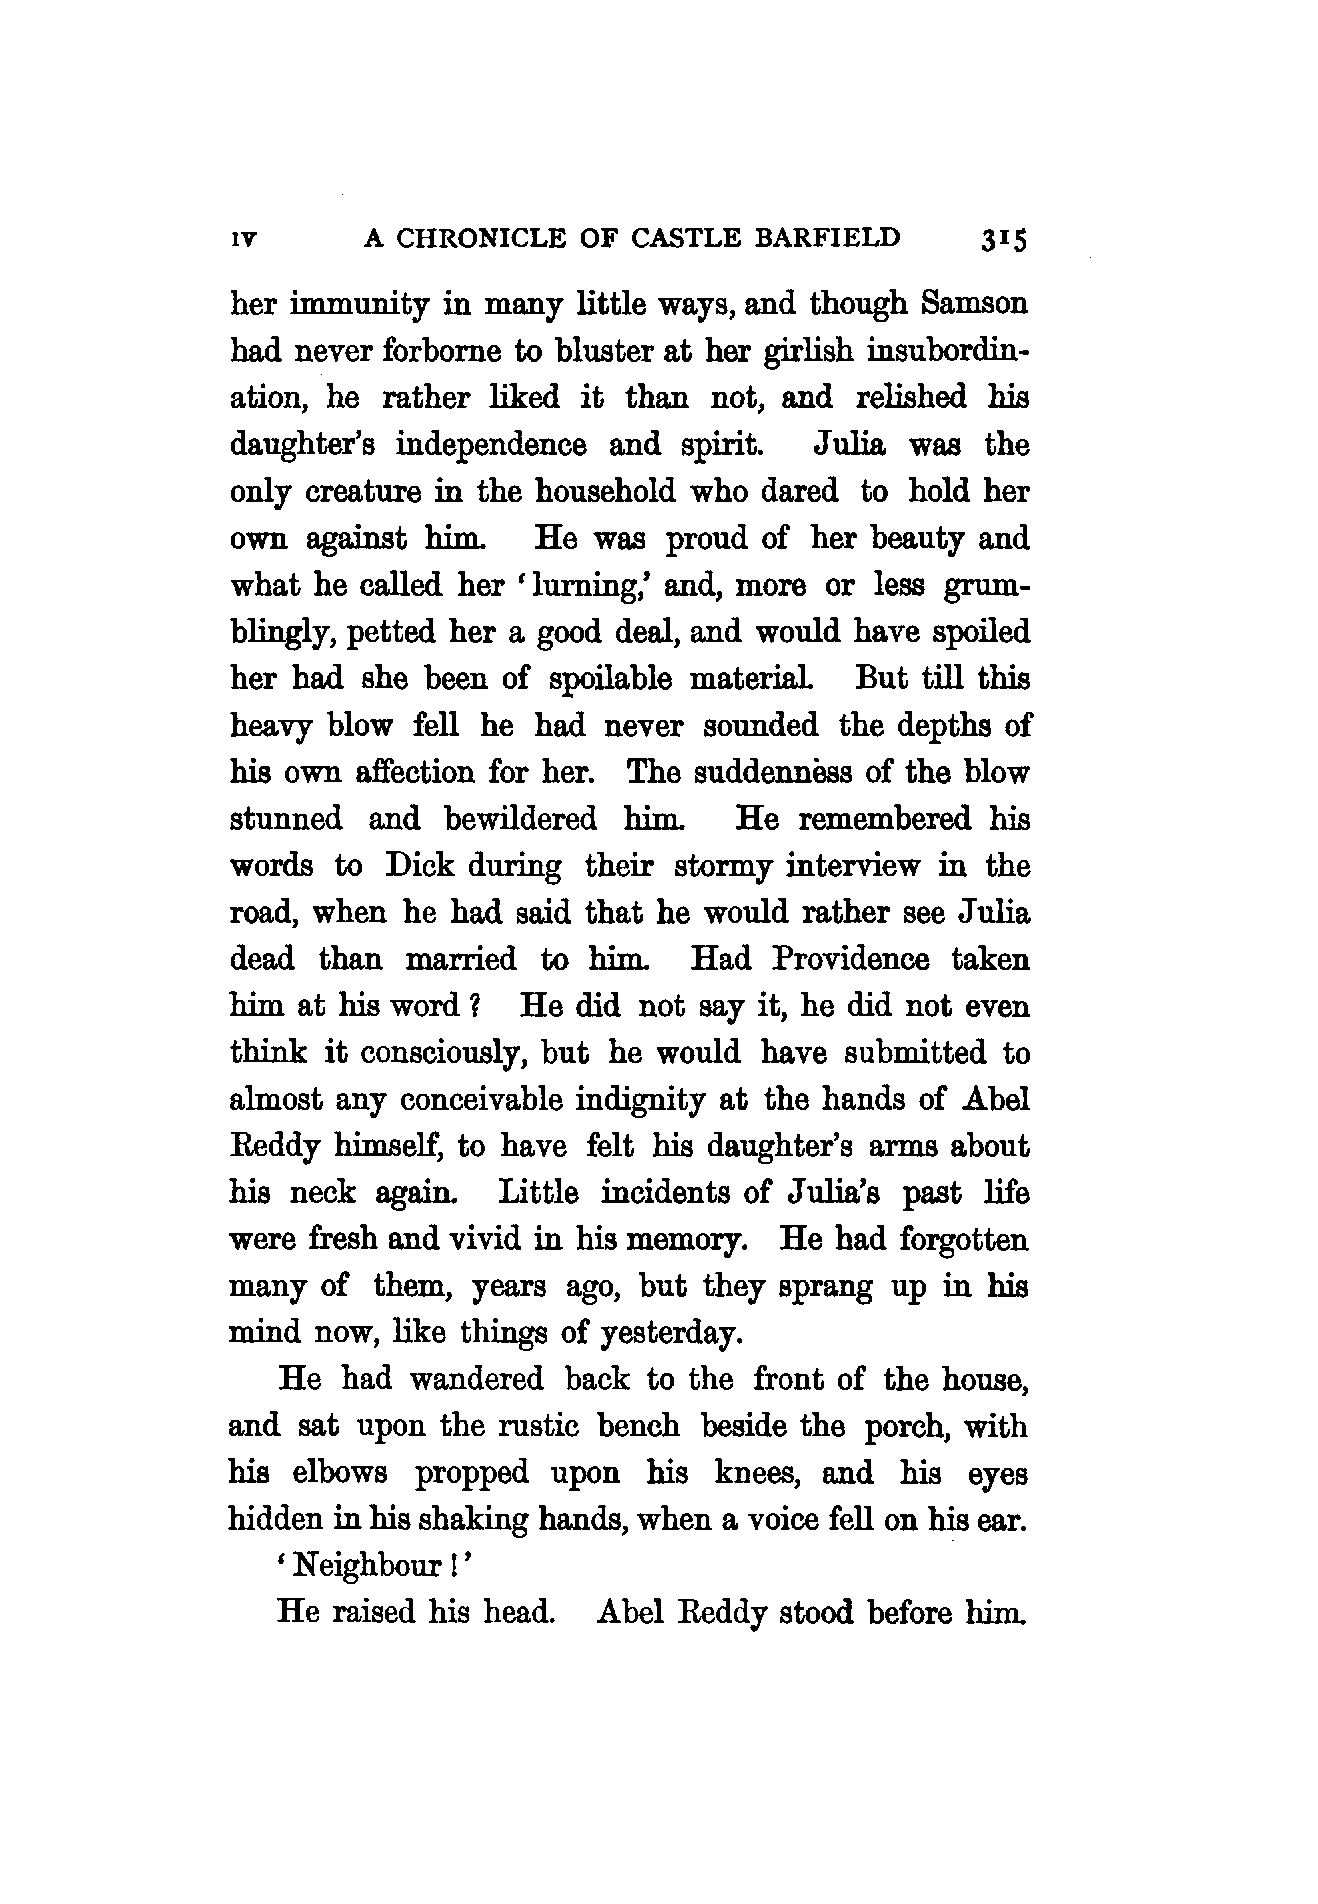 IV A CHRONICLE OF CASTLE BARFIELD 315
her immunity in many little ways, and though Samson
had never forborne to bluster at her girlish insubordin-
ation, he rather liked it than not, and relished his
daughter's independence and spirit. Julia was the
only creature in the household who dared to hold her
own against him. He was proud of her beauty and
what he called her ‘lurning,’ and, more or less grum-
blingly, petted her a good deal, and would have spoiled
her had she been of spoilable material. But till this
heavy blow fell he had never sounded the depths of
his own affection for her. The suddenness of the blow
stunned and bewildered him. He remembered his
words to Dick during their stormy interview in the
road, when he had said that he would rather see Julia
dead than married to him. Had Providence taken
him at his word? He did not say it, he did not even
think it consciously, but he would have submitted to
almost any conceivable indignity at the hands of Abel
Reddy himself, to have felt his daughter's arms about
his neck again. Little incidents of Julia's past life
were fresh and vivid in his memory. He had forgotten
many of them, years ago, but they sprang up in his
mind now, like things of yesterday.
He had wandered back to the front of the house,
and sat upon the rustic bench beside the porch, with
his elbows propped upon his knees, and his eyes
hidden in his shaking hands, when a voice fell on his ear.
‘Neighbour!’
He raised his head. Abel Reddy stood before him.